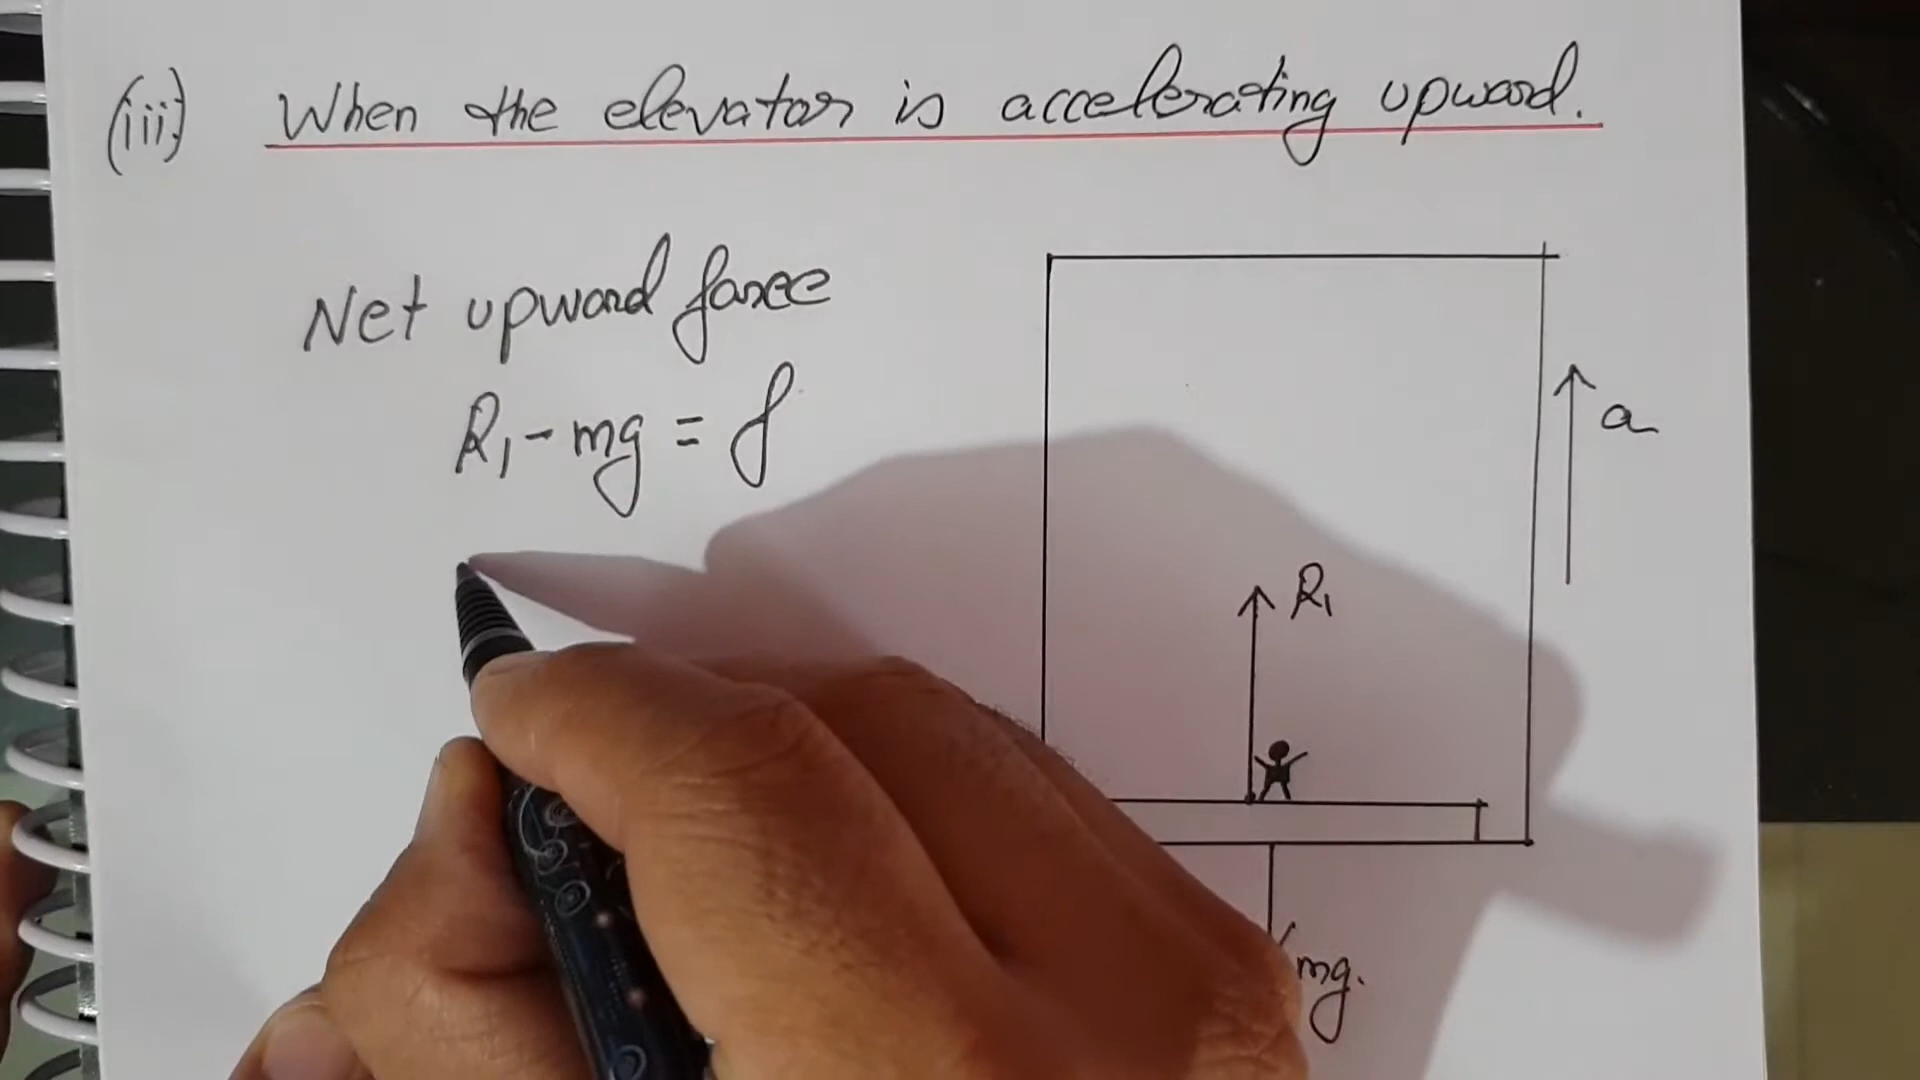 (iii) When the elevator is accelerating upward.
Net upward force
R₁ - mg = f
a
R₁
mg.